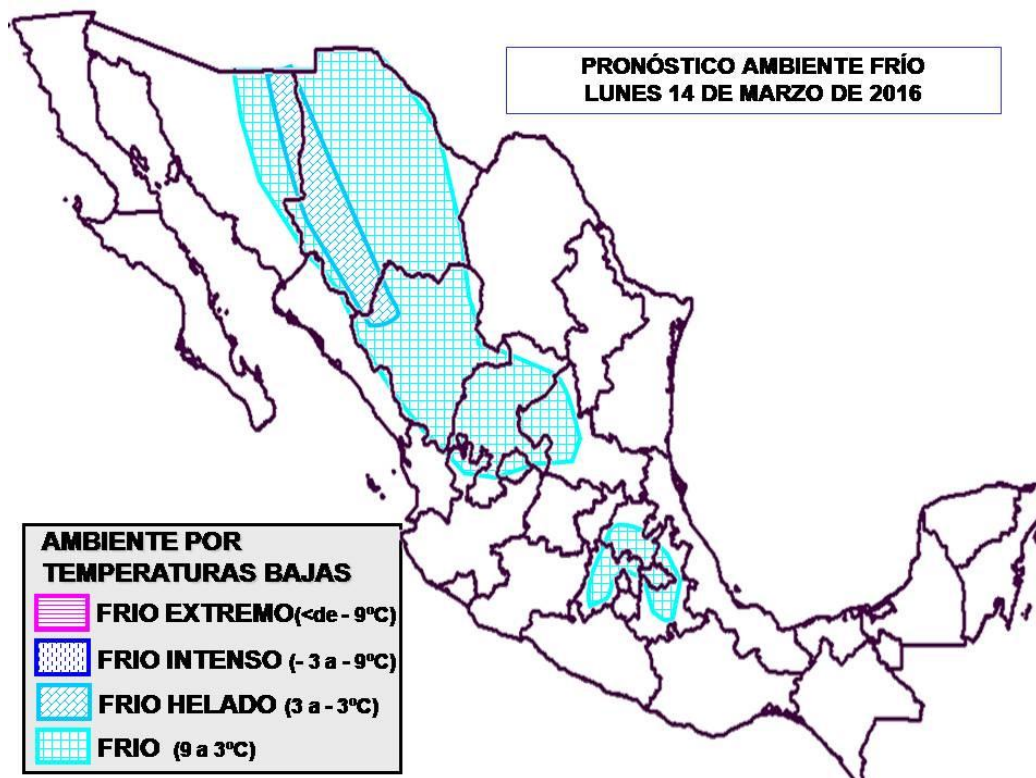 PRONÓSTICO AMBIENTE FRÍO
LUNES 14 DE MARZO DE 2016
AMBIENTE POR
TEMPERATURAS BAJAS
FRIO EXTREMO(<de - 9ºC)
FRIO INTENSO (- 3 a - 9ºC)
FRIO HELADO (3 a - 3ºC)
FRIO (9 a 3ºC)